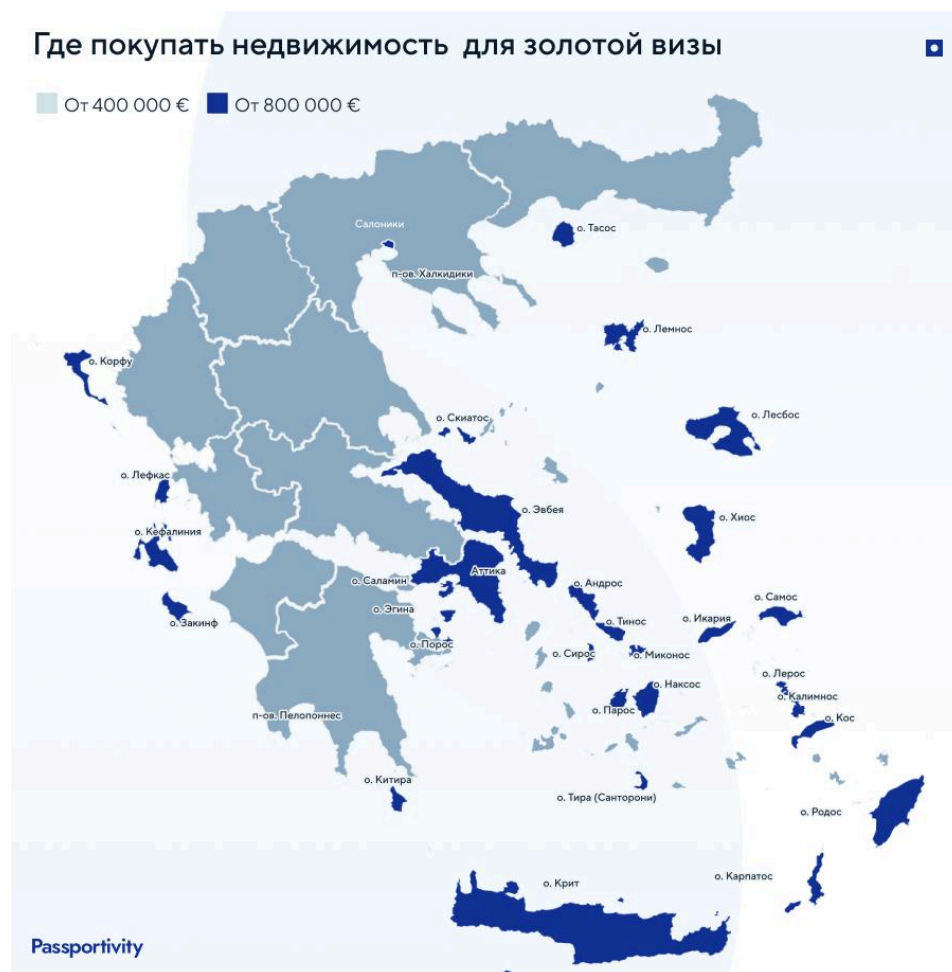 Где покупать недвижимость для золотой визы
От 400 000 € От 800 000 €
Салоники
о. Тасос
п-ов. Халкидики
о. Лемнос
о. Корфу
о. Скиатос
о. Лесбос
о. Лефкас
о. Эвбея
о. Хиос
о. Кефалиния
Аттика
о. Саламин
о. Андрос
о. Самос
о. Эгина
о. Закинф
о. Тинос
о. Икария
о. Порос
о. Сирос
о. Миконос
о. Лерос
о. Наксос
о. Калимнос
о. Парос
о. Кос
п-ов. Пелопоннес
о. Китира
о. Тира (Санторони)
о. Родос
о. Крит
о. Карпатос
Passportivity